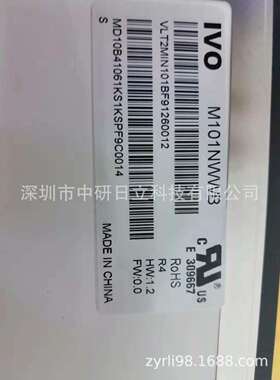 IVO
M101NWWB
VLT2MIN101BF91260012
MD10B41061KS1KSPF9C0014
S
RoHS
R4
HW:1.2
FW:0.0
C
US
E 309667
MADE IN CHINA
深圳市中研日立科技有限公司
zyrli98.1688.com